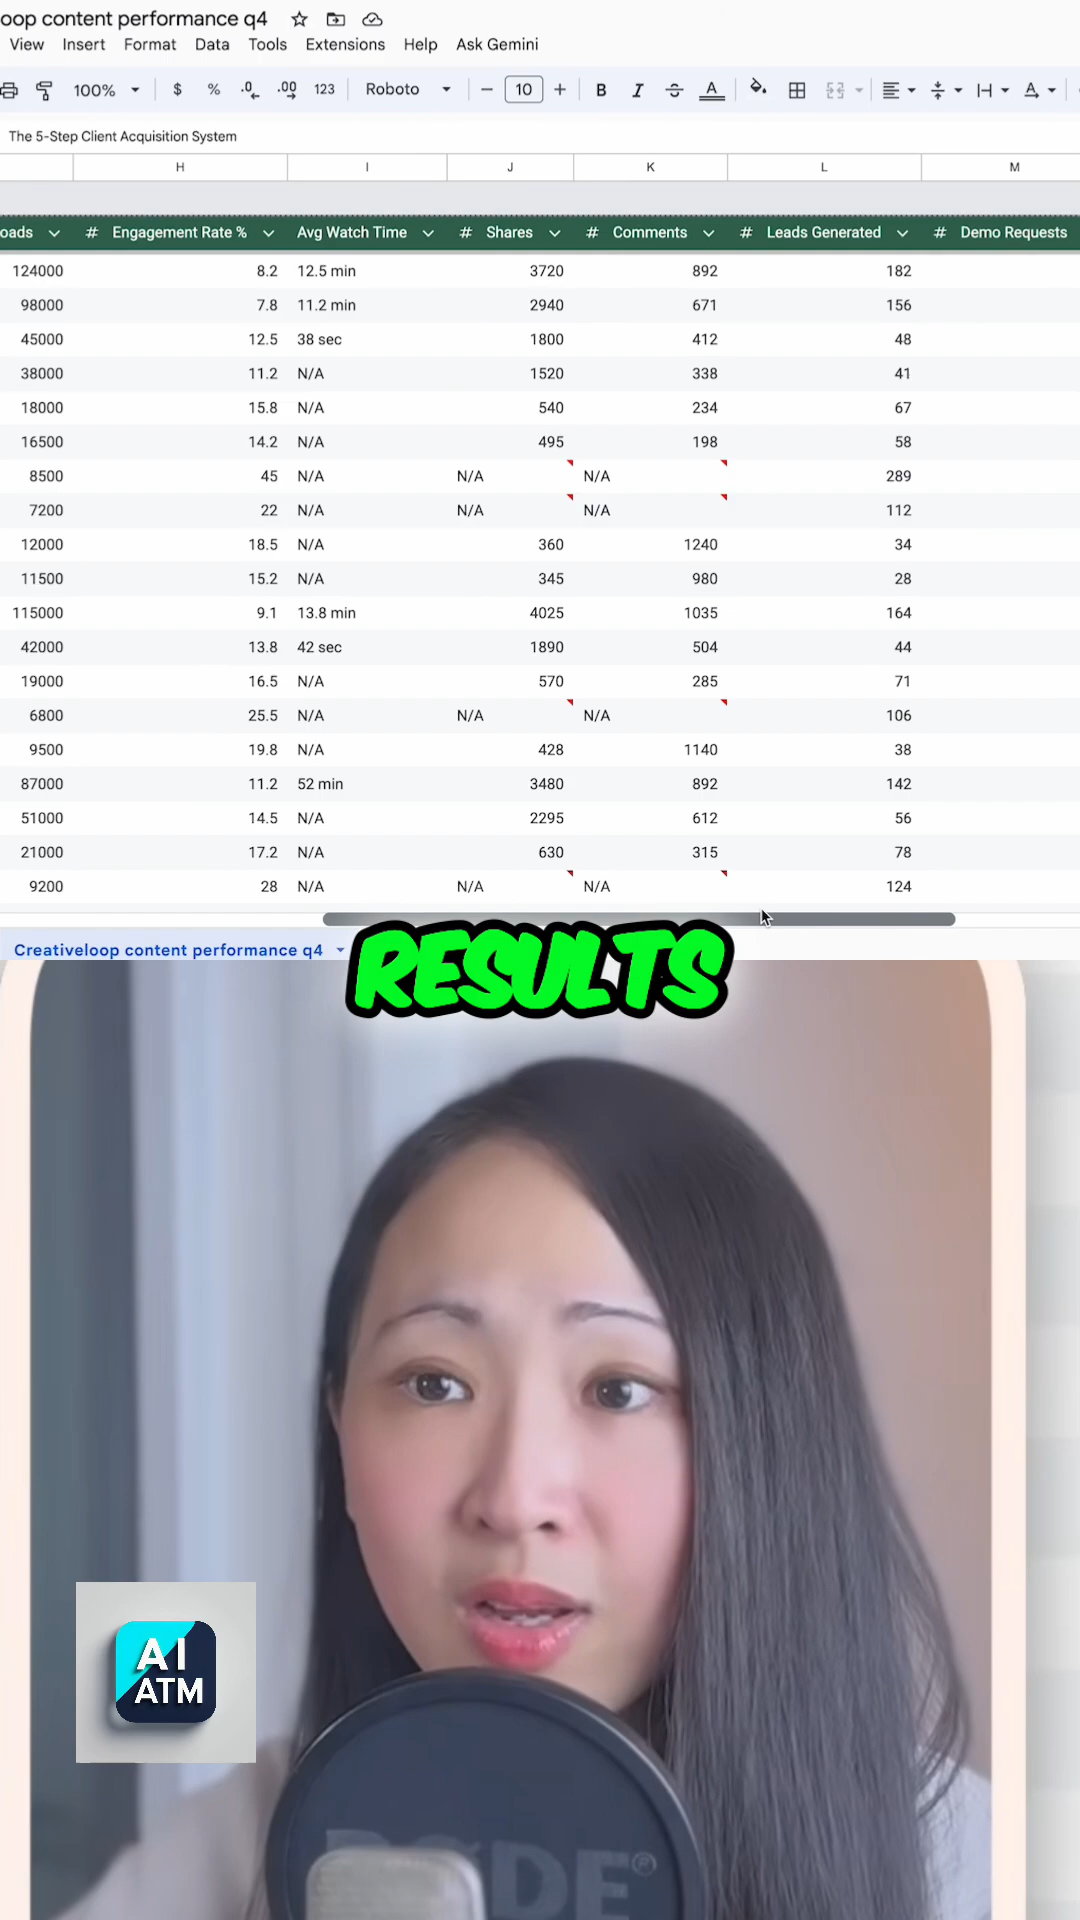 oop content performance q4
View Insert Format Data Tools Extensions Help Ask Gemini
100% $ % .0 .00 123 Roboto − 10 + B I S A A
The 5-Step Client Acquisition System
H I J K L M
oads # Engagement Rate % Avg Watch Time # Shares # Comments # Leads Generated # Demo Requests
124000 8.2 12.5 min 3720 892 182
98000 7.8 11.2 min 2940 671 156
45000 12.5 38 sec 1800 412 48
38000 11.2 N/A 1520 338 41
18000 15.8 N/A 540 234 67
16500 14.2 N/A 495 198 58
8500 45 N/A N/A N/A 289
7200 22 N/A N/A N/A 112
12000 18.5 N/A 360 1240 34
11500 15.2 N/A 345 980 28
115000 9.1 13.8 min 4025 1035 164
42000 13.8 42 sec 1890 504 44
19000 16.5 N/A 570 285 71
6800 25.5 N/A N/A N/A 106
9500 19.8 N/A 428 1140 38
87000 11.2 52 min 3480 892 142
51000 14.5 N/A 2295 612 56
21000 17.2 N/A 630 315 78
9200 28 N/A N/A N/A 124
Creativeloop content performance q4
RESULTS
AI
ATM
RØDE®